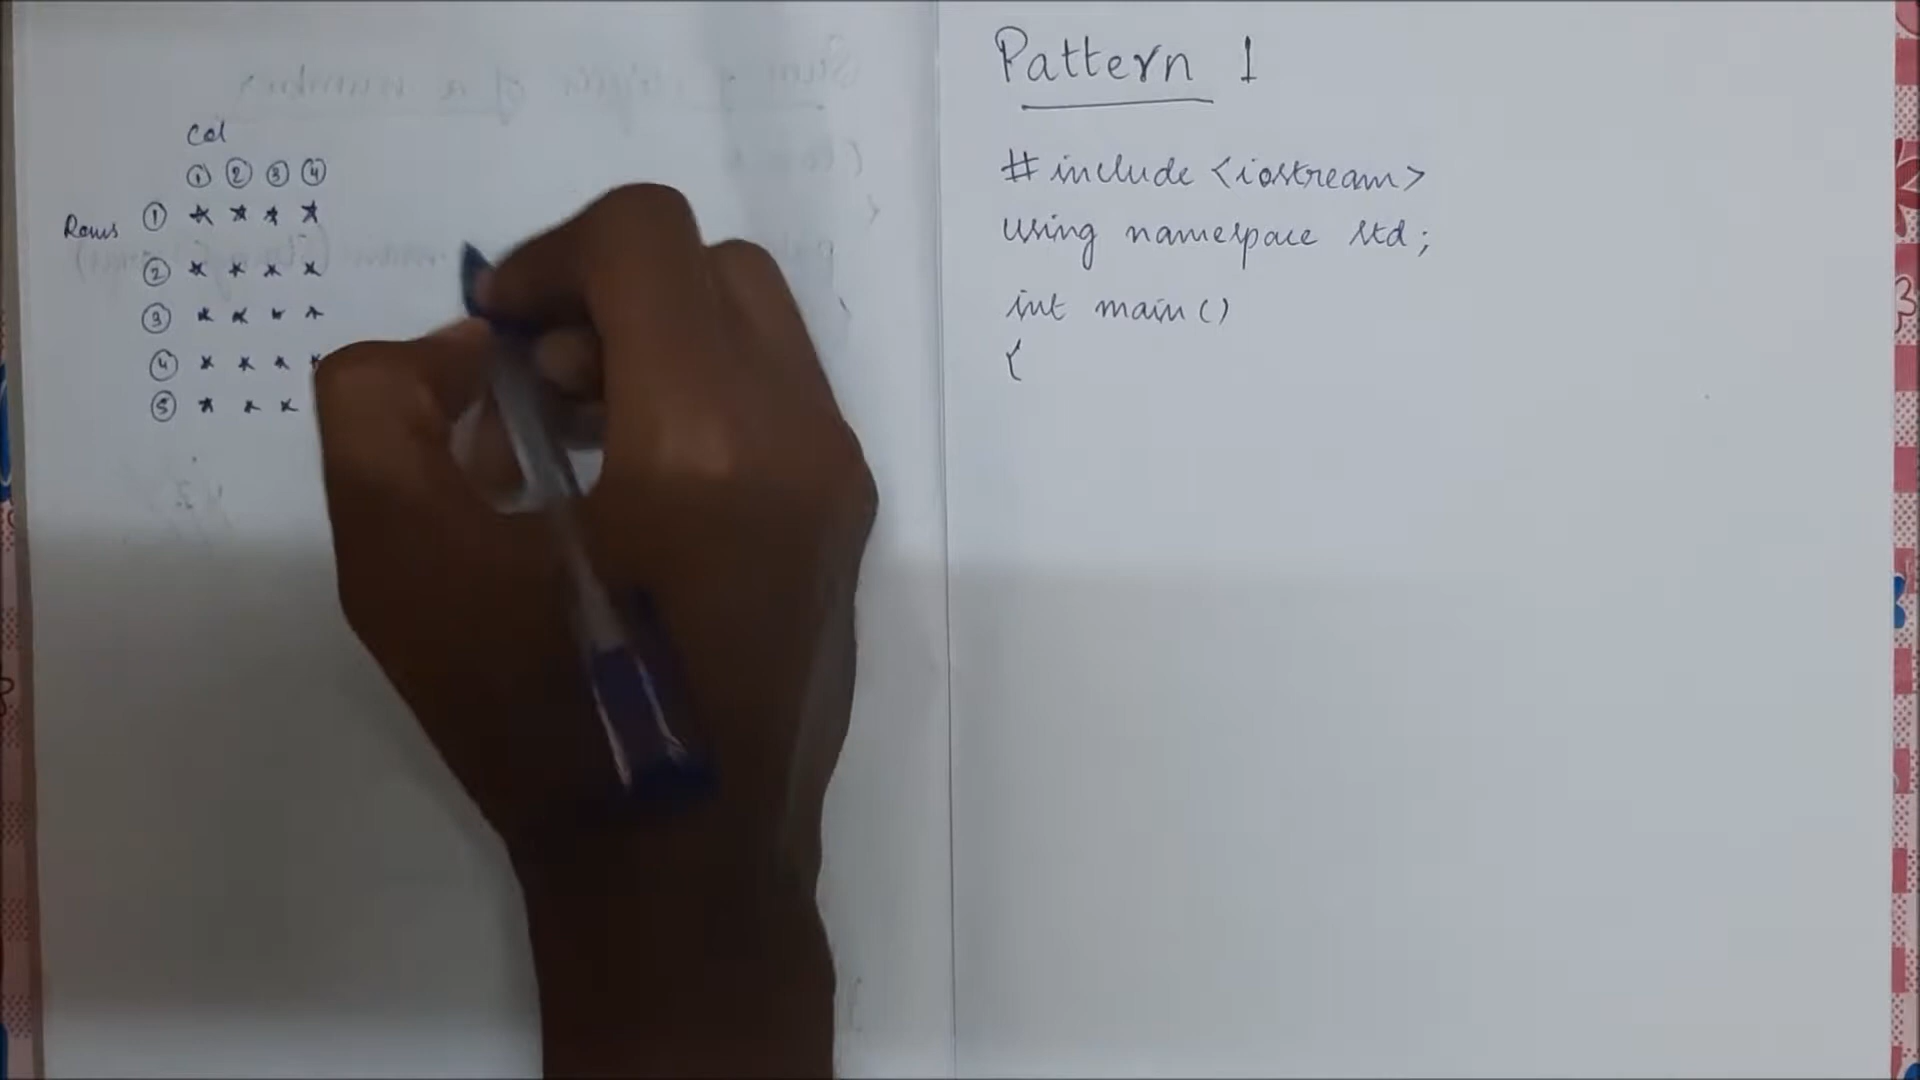 Col
① ② ③ ④
Rows ① * * * *
② * * * *
③ * * * *
④ * * * *
⑤ * * *
Pattern 1
# include <iostream>
using namespace std;
int main()
{